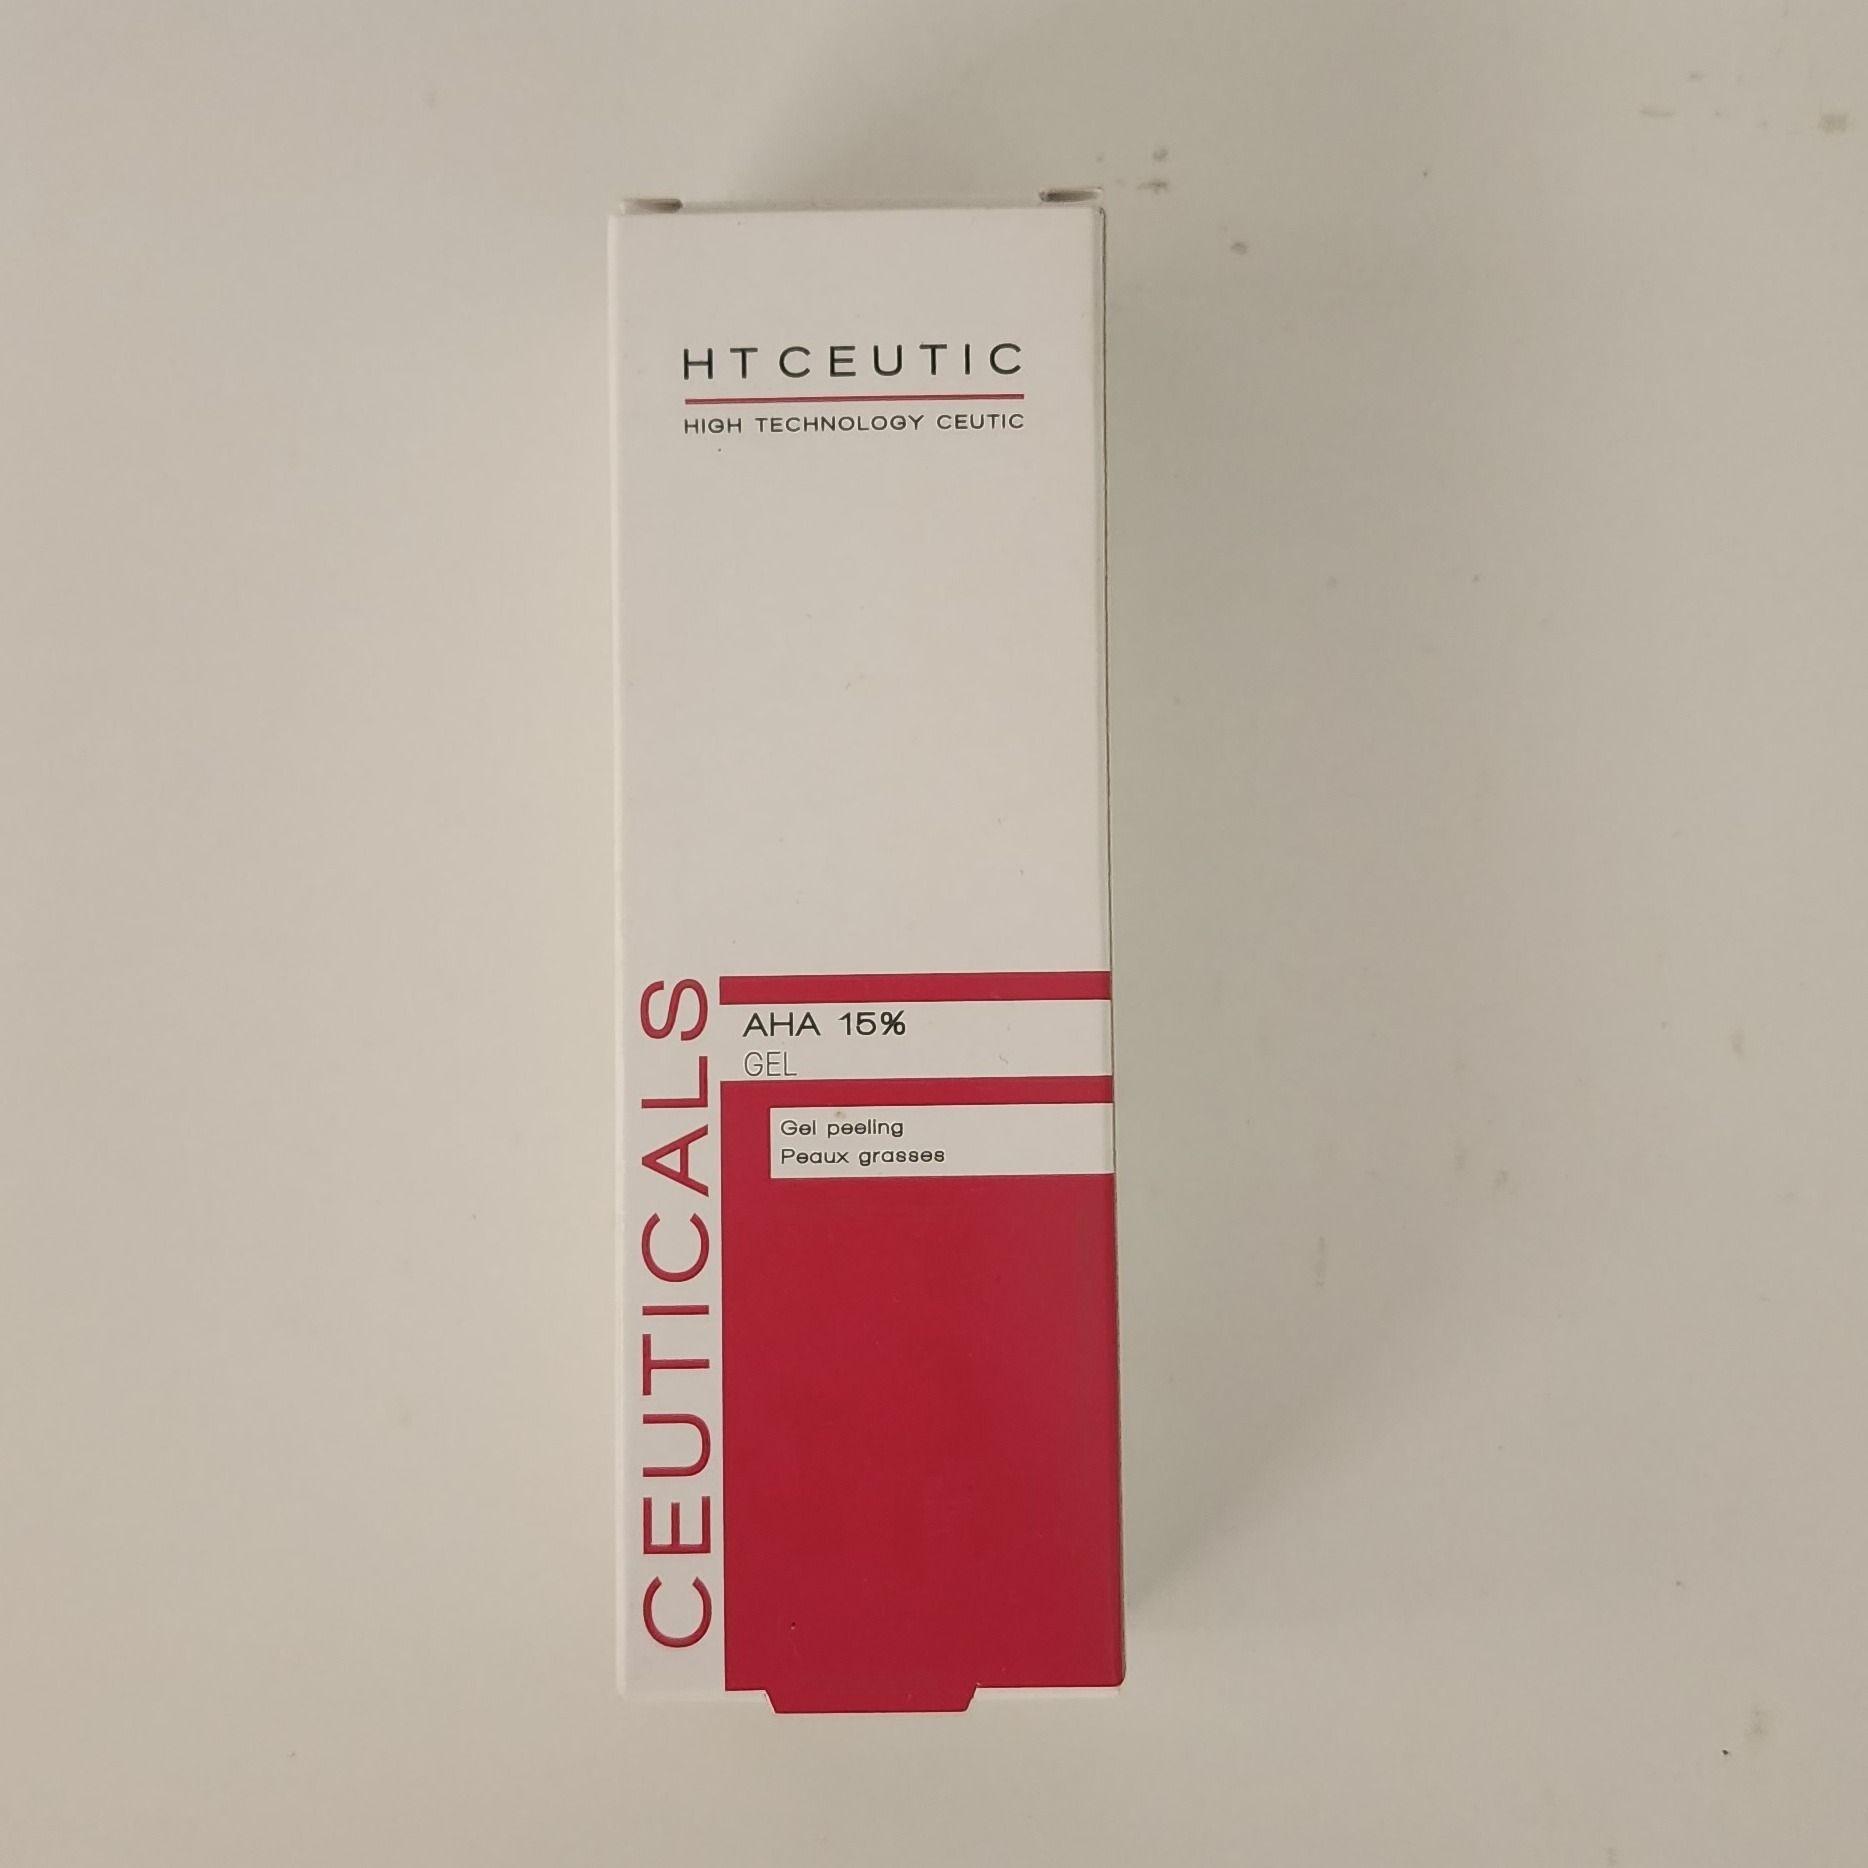 HTCEUTIC
HIGH TECHNOLOGY CEUTIC
CEUTICALS
AHA 15%
GEL
Gel peeling
Peaux grasses